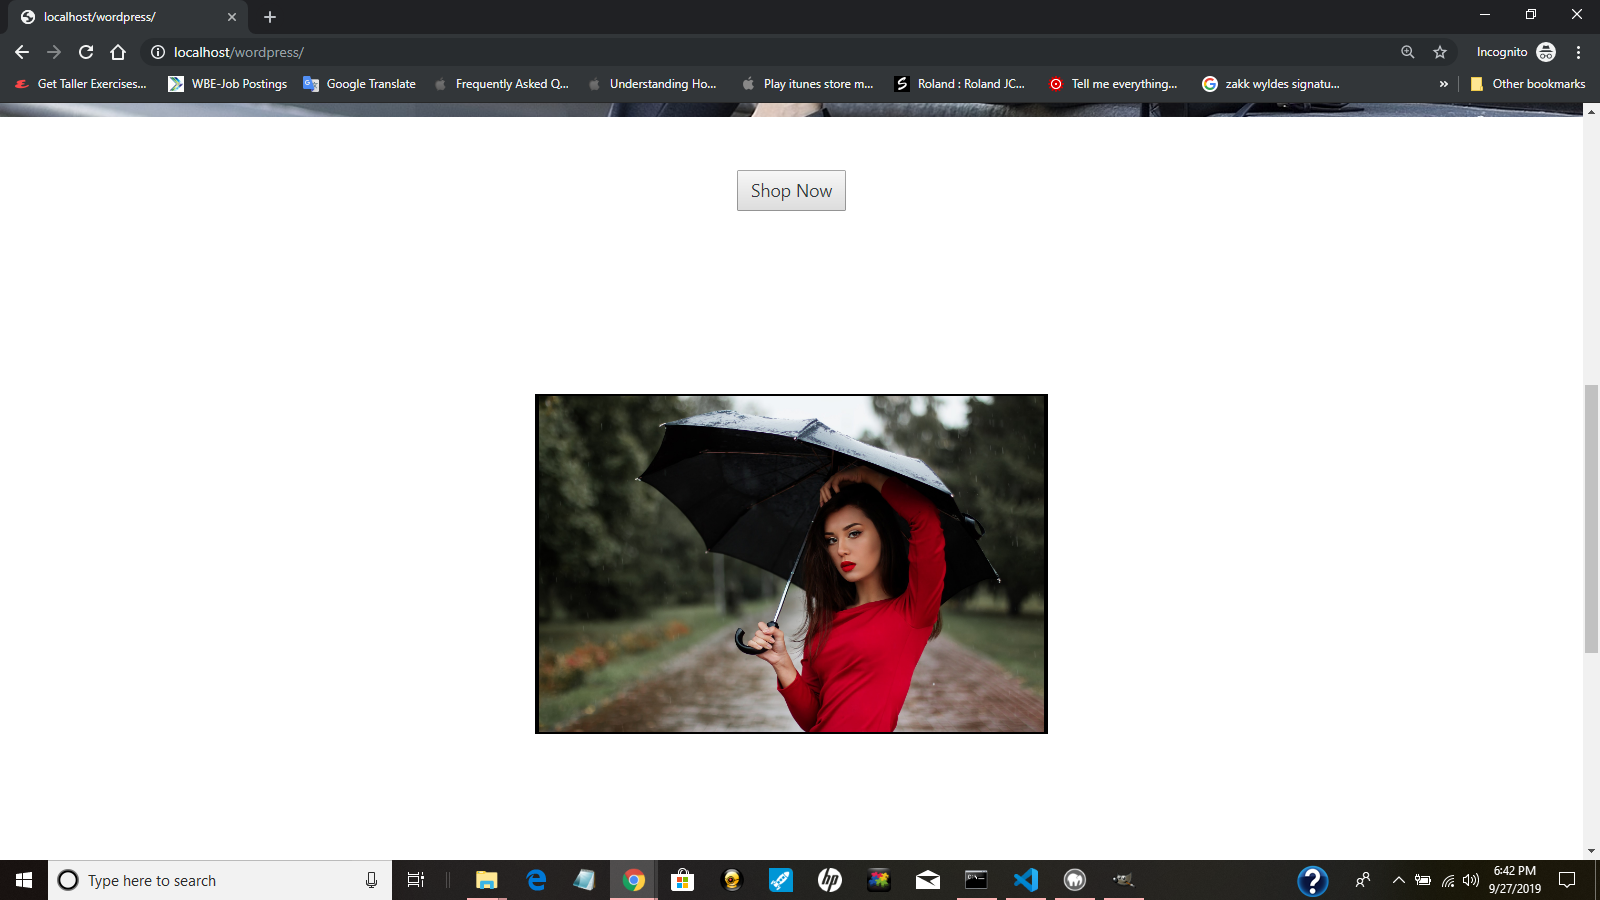 localhost/wordpress/
localhost/wordpress/
Incognito
Get Taller Exercises...
WBE-Job Postings
Google Translate
Frequently Asked Q...
Understanding Ho...
Play itunes store m...
Roland : Roland JC...
Tell me everything...
zakk wyldes signatu...
»
Other bookmarks
Shop Now
Type here to search
hp
6:42 PM
9/27/2019